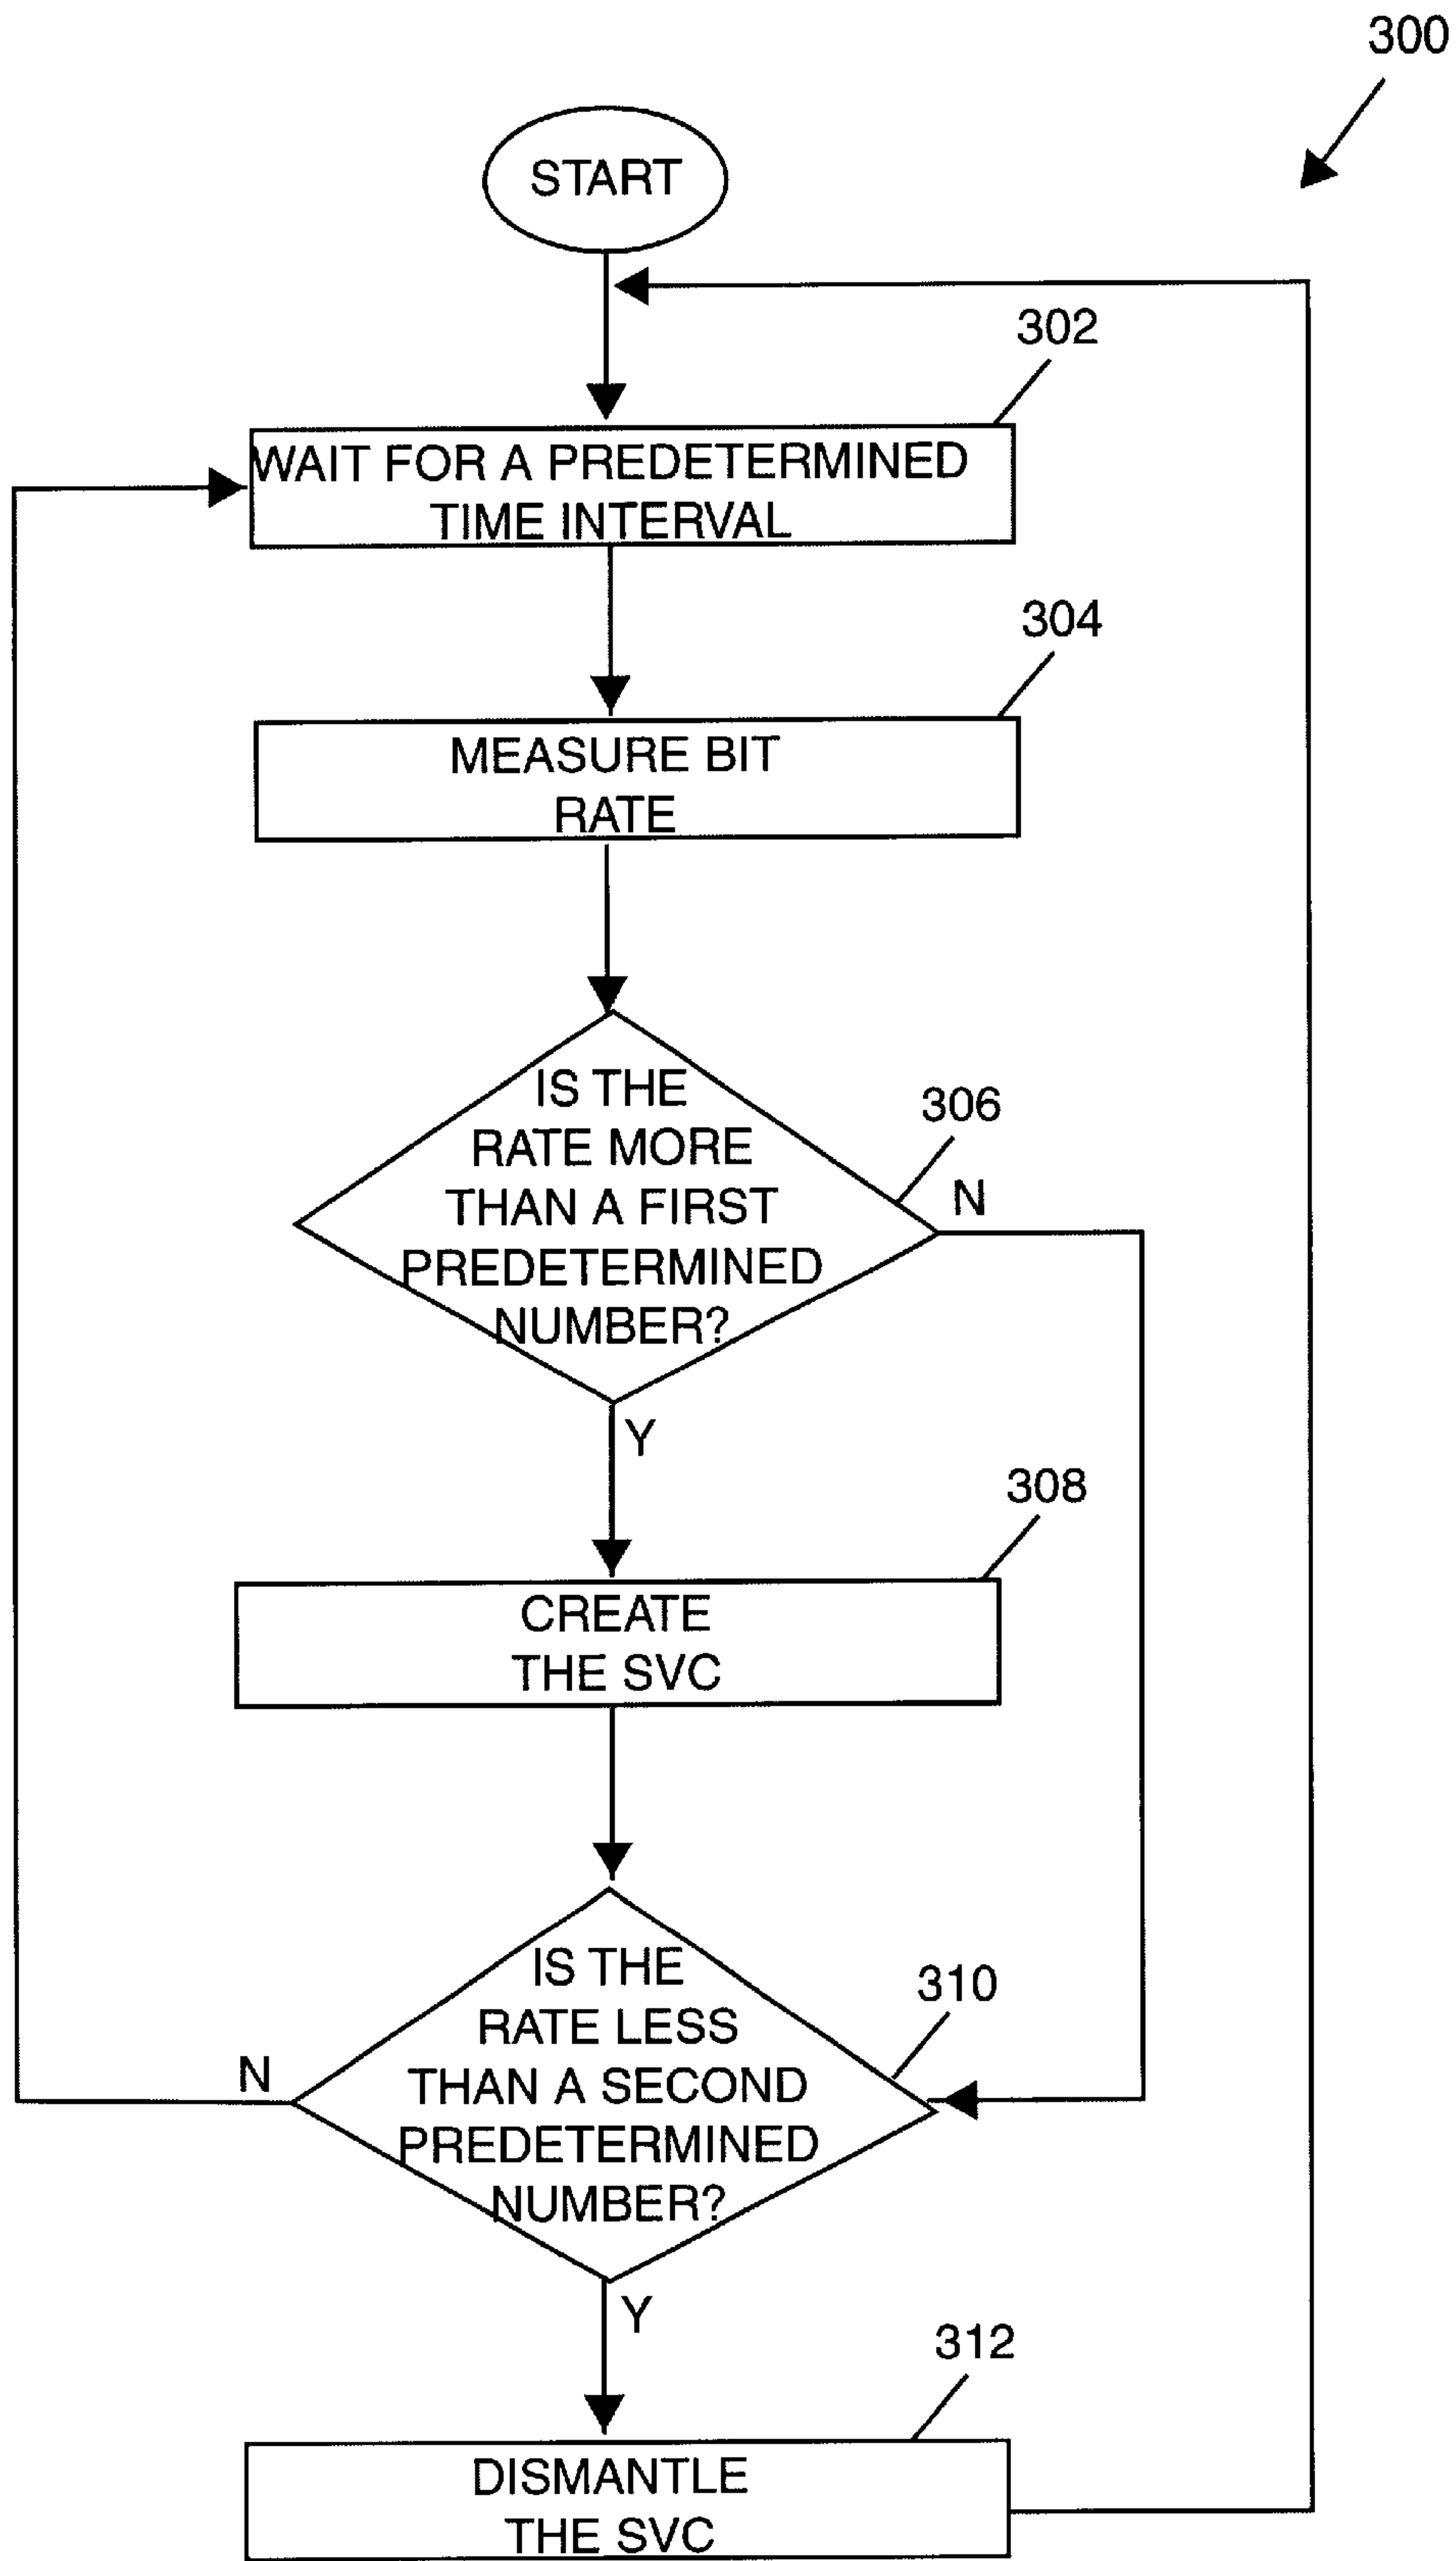 300
START
302
WAIT FOR A PREDETERMINED
TIME INTERVAL
304
MEASURE BIT
RATE
IS THE
RATE MORE
THAN A FIRST
PREDETERMINED
NUMBER?
306
N
Y
308
CREATE
THE SVC
IS THE
RATE LESS
THAN A SECOND
PREDETERMINED
NUMBER?
310
N
Y
312
DISMANTLE
THE SVC